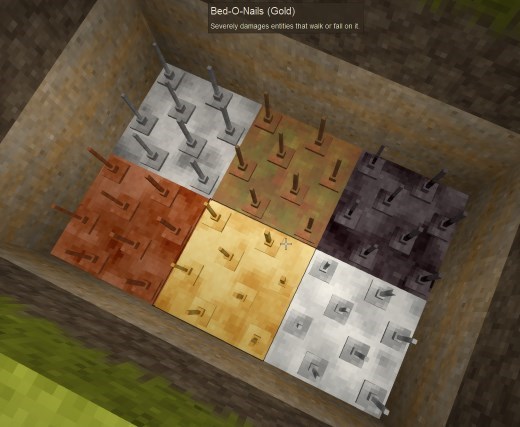 Bed-O-Nails (Gold)
Severely damages entities that walk or fall on it.